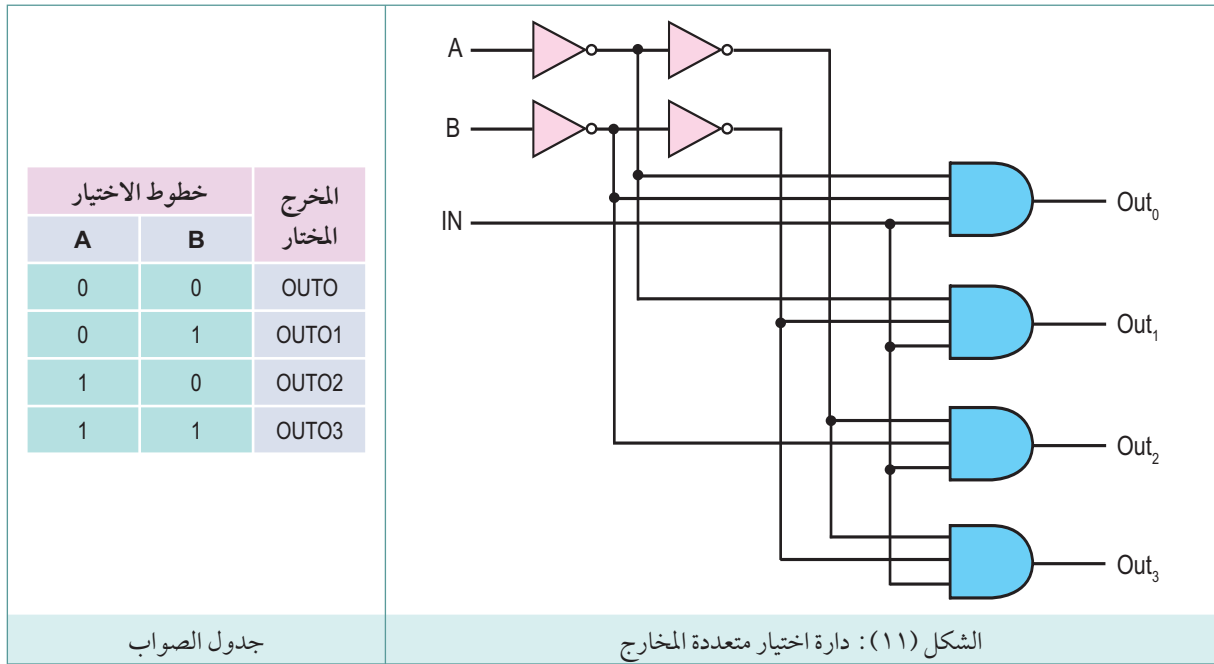 خطوط الاختيار
المخرج المختار
A B
0 0 OUTO
0 1 OUTO1
1 0 OUTO2
1 1 OUTO3
جدول الصواب
A
B
IN
Out₀
Out₁
Out₂
Out₃
الشكل (١١): دارة اختيار متعددة المخارج